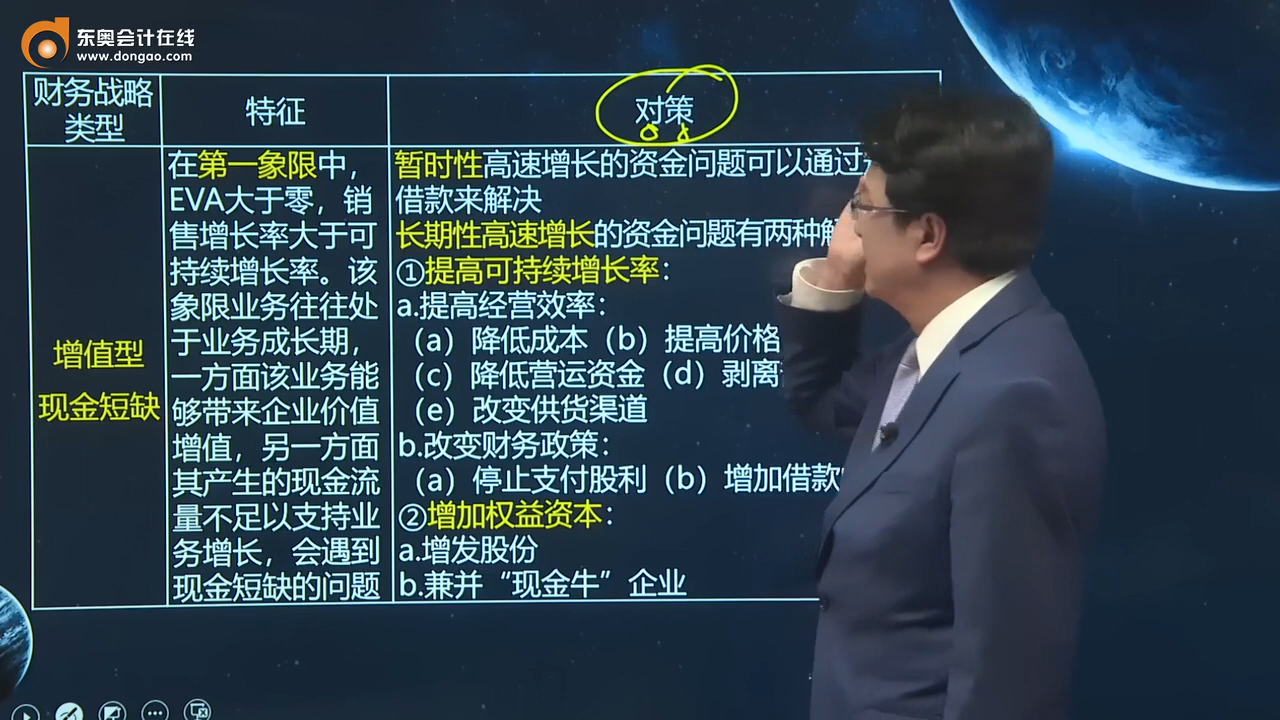 东奥会计在线
www.dongao.com
财务战略
类型
特征
对策
增值型
现金短缺
在第一象限中，
EVA大于零，销
售增长率大于可
持续增长率。该
象限业务往往处
于业务成长期，
一方面该业务能
够带来企业价值
增值，另一方面
其产生的现金流
量不足以支持业
务增长，会遇到
现金短缺的问题
暂时性高速增长的资金问题可以通过
借款来解决
长期性高速增长的资金问题有两种
①提高可持续增长率：
a.提高经营效率：
（a）降低成本（b）提高价格
（c）降低营运资金（d）剥离
（e）改变供货渠道
b.改变财务政策：
（a）停止支付股利（b）增加借款
②增加权益资本：
a.增发股份
b.兼并“现金牛”企业